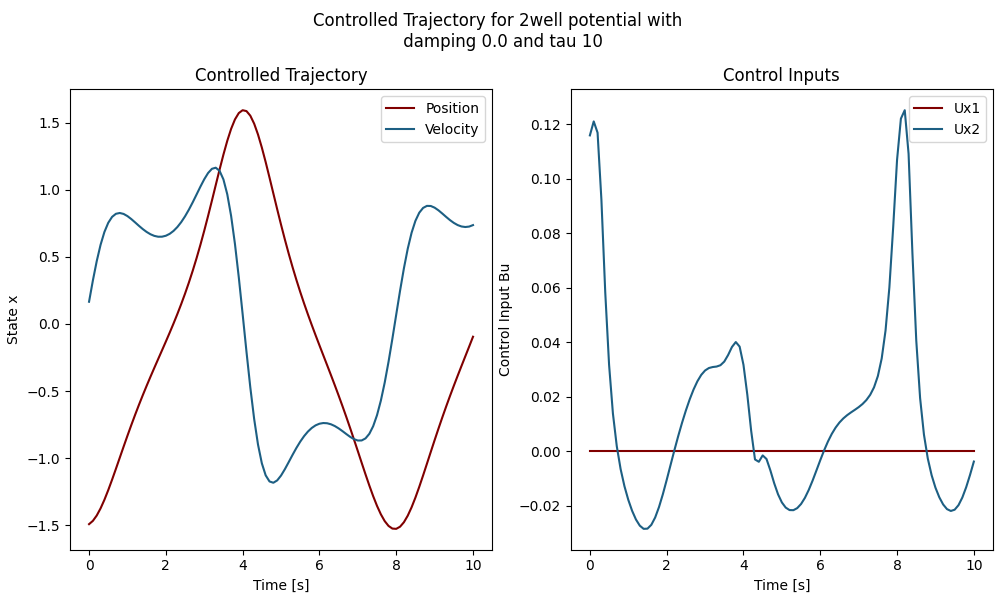 Controlled Trajectory for 2well potential with
damping 0.0 and tau 10
Controlled Trajectory
Position
Velocity
1.5
1.0
0.5
0.0
−0.5
−1.0
−1.5
State x
0 2 4 6 8 10
Time [s]
Control Inputs
Ux1
Ux2
0.12
0.10
0.08
0.06
0.04
0.02
0.00
−0.02
Control Input Bu
0 2 4 6 8 10
Time [s]